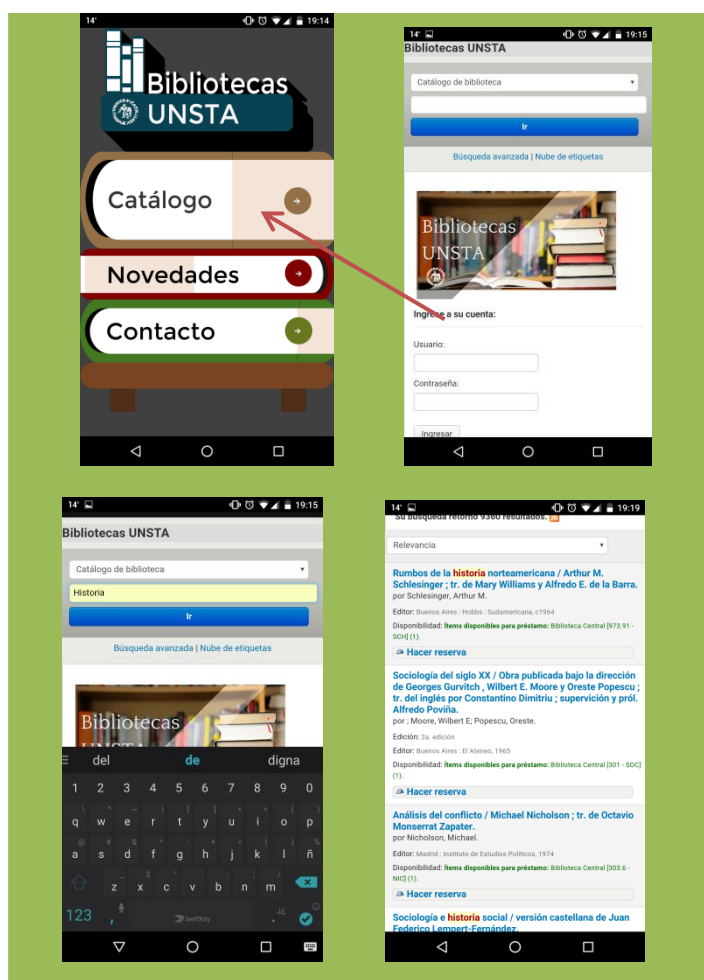 14°
19:14
Bibliotecas
UNSTA
Catálogo
Novedades
Contacto
14°
19:15
Bibliotecas UNSTA
Catálogo de biblioteca
Ir
Búsqueda avanzada | Nube de etiquetas
Bibliotecas
UNSTA
Ingrese a su cuenta:
Usuario:
Contraseña:
Ingresar
14°
19:15
Bibliotecas UNSTA
Catálogo de biblioteca
Historia
Ir
Búsqueda avanzada | Nube de etiquetas
Bibliotecas
UNSTA
del de digna
1 2 3 4 5 6 7 8 9 0
q w e r t y u i o p
a s d f g h j k l ñ
z x c v b n m
123 , SwiftKey .
14°
19:19
Su búsqueda retornó 9360 resultados.
Relevancia
Rumbos de la historia norteamericana / Arthur M.
Schlesinger ; tr. de Mary Williams y Alfredo E. de la Barra.
por Schlesinger, Arthur M.
Editor: Buenos Aires : Hobbs : Sudamericana, c1964
Disponibilidad: Ítems disponibles para préstamo: Biblioteca Central [973.91 -
SCH] (1).
Hacer reserva
Sociología del siglo XX / Obra publicada bajo la dirección
de Georges Gurvitch , Wilbert E. Moore y Oreste Popescu ;
tr. del inglés por Constantino Dimitriu ; supervición y pról.
Alfredo Poviña.
por ; Moore, Wilbert E; Popescu, Oreste.
Edición: 2a. edición
Editor: Buenos Aires : El Ateneo, 1965
Disponibilidad: Ítems disponibles para préstamo: Biblioteca Central [301 - SOC]
(1).
Hacer reserva
Análisis del conflicto / Michael Nicholson ; tr. de Octavio
Monserrat Zapater.
por Nicholson, Michael.
Editor: Madrid : Instituto de Estudios Políticos, 1974
Disponibilidad: Ítems disponibles para préstamo: Biblioteca Central [303.6 -
NIC] (1).
Hacer reserva
Sociología e historia social / versión castellana de Juan
Federico Lempert-Fernández.